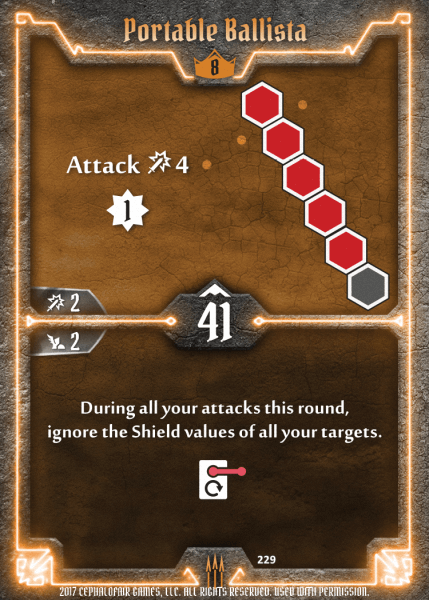 Portable Ballista
8
Attack 4
1
2
41
2
During all your attacks this round,
ignore the Shield values of all your targets.
229
2017 CEPHALOFAIR GAMES, LLC. ALL RIGHTS RESERVED. USED WITH PERMISSION.